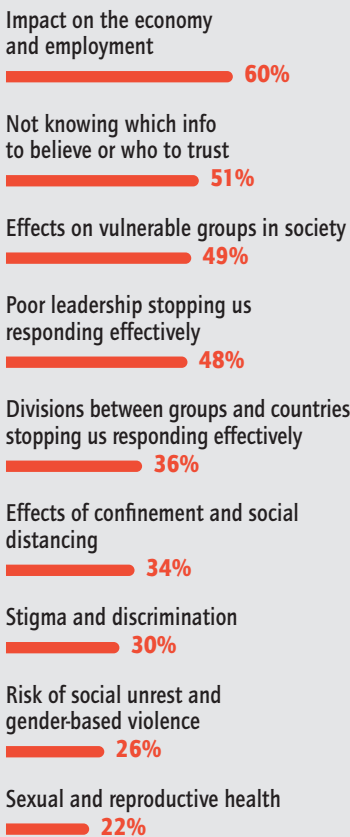 Impact on the economy
and employment
60%
Not knowing which info
to believe or who to trust
51%
Effects on vulnerable groups in society
49%
Poor leadership stopping us
responding effectively
48%
Divisions between groups and countries
stopping us responding effectively
36%
Effects of confinement and social
distancing
34%
Stigma and discrimination
30%
Risk of social unrest and
gender-based violence
26%
Sexual and reproductive health
22%